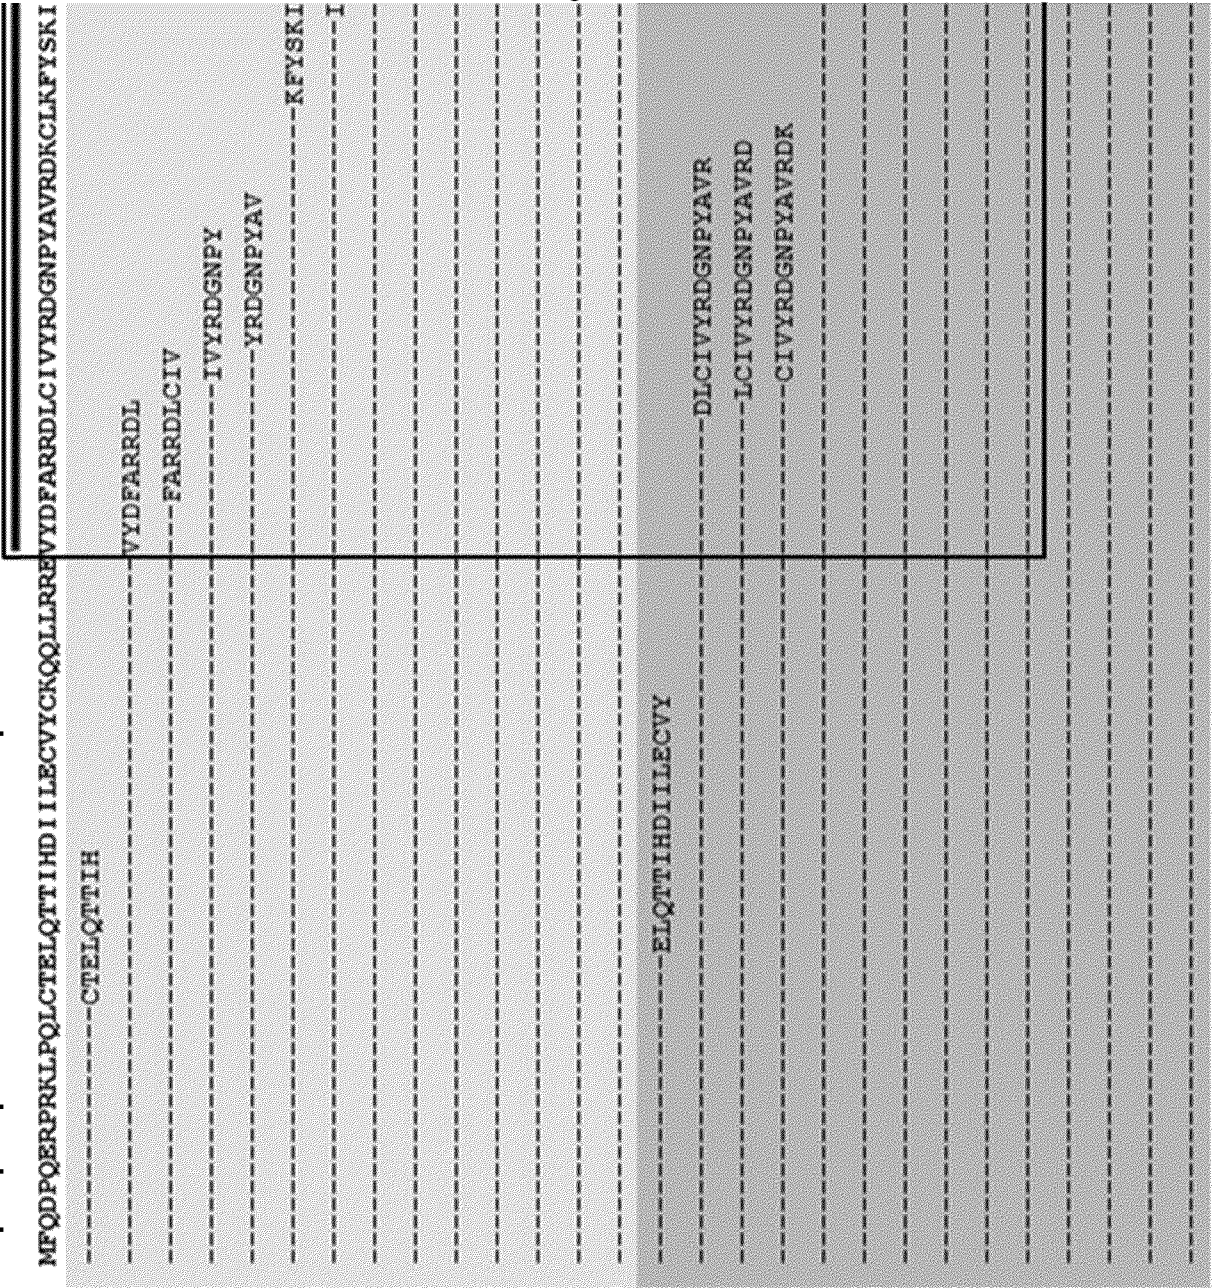 MFQDPQERPRKLPQLCTELQTTIHDIILECVYCKQQLLRREVYDFARRDLCIVYRDGNPYAVRDKCLKFYSKI
---------------CTELQTTIH
-----------------------------------------VYDFARRDL
--------------------------------------------FARRDLCIV
---------------------------------------------------IVYRDGNPY
-----------------------------------------------------YRDGNPYAV
-------------------------------------------------------------------KFYSKI
------------------------------------------------------------------------I
-----------------ELQTTIHDIILECVY
------------------------------------------------DLCIVYRDGNPYAVR
-------------------------------------------------LCIVYRDGNPYAVRD
--------------------------------------------------CIVYRDGNPYAVRDK